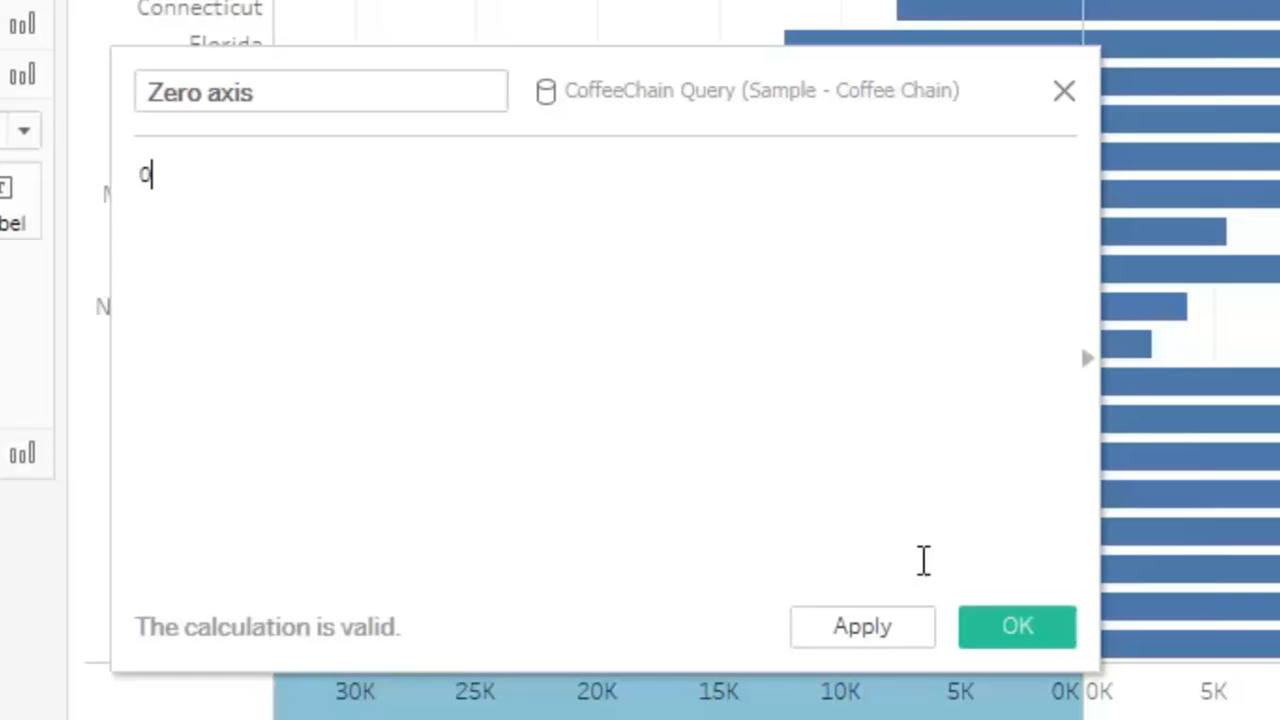 Connecticut
Florida
Zero axis
CoffeeChain Query (Sample - Coffee Chain)
0
T
bel
M
N
The calculation is valid.
Apply
OK
30K 25K 20K 15K 10K 5K 0K 0K 5K